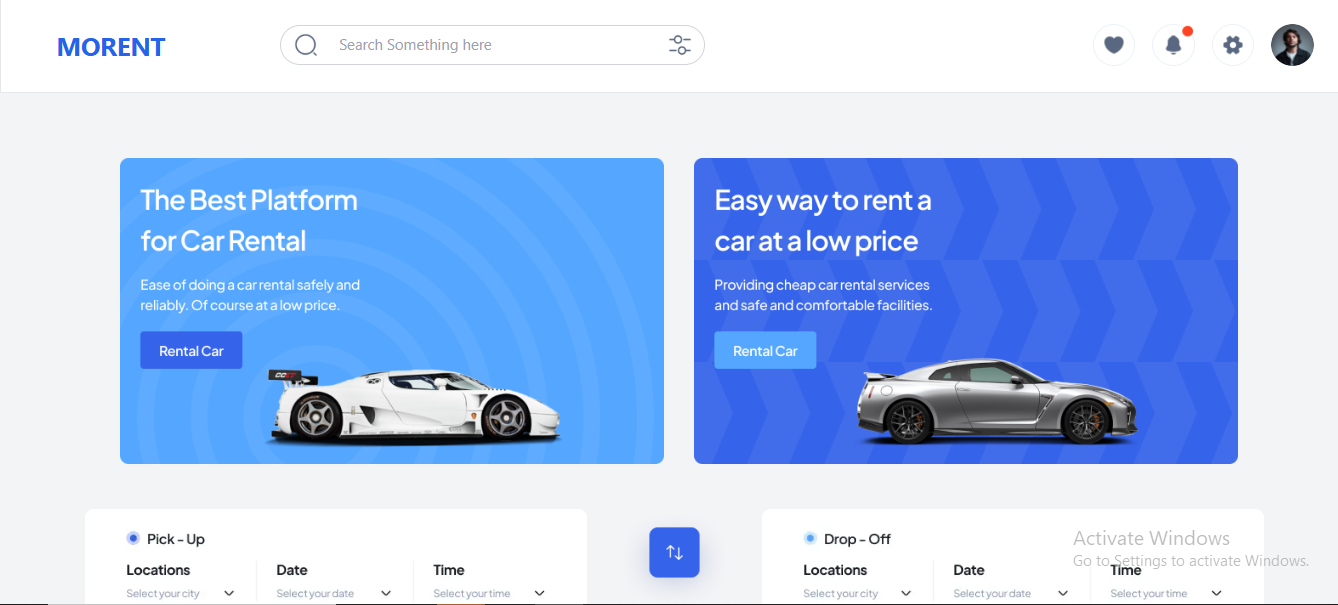 MORENT
Search Something here
The Best Platform
for Car Rental
Ease of doing a car rental safely and
reliably. Of course at a low price.
Rental Car
Easy way to rent a
car at a low price
Providing cheap car rental services
and safe and comfortable facilities.
Rental Car
Pick - Up
Locations
Select your city
Date
Select your date
Time
Select your time
Drop - Off
Locations
Select your city
Date
Select your date
Time
Select your time
Activate Windows
Go to Settings to activate Windows.